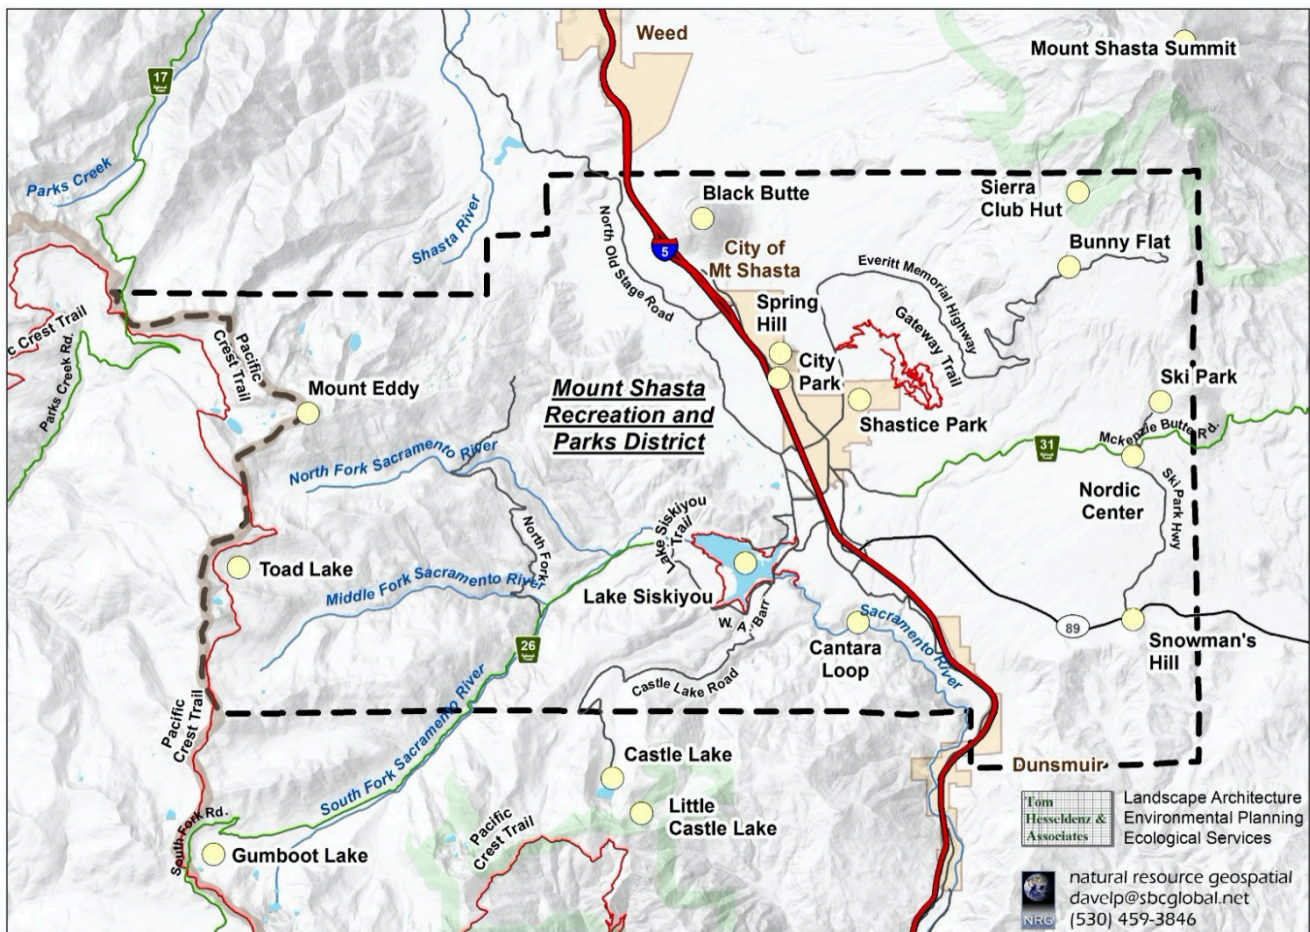 Weed
Mount Shasta Summit
17
National
Forest
Parks Creek
Shasta River
Black Butte
Sierra
Club Hut
Bunny Flat
North Old Stage Road
5
City of
Mt Shasta
Everitt Memorial
Highway
Spring
Hill
Gateway Trail
c Crest Trail
Parks Creek Rd.
Pacific
Crest Trail
Mount Eddy
Mount Shasta
Recreation and
Parks District
City
Park
Shastice Park
Ski Park
McKenzie Butte Rd.
31
National
Forest
Nordic
Center
Ski Park Hwy
North Fork Sacramento River
North Fork
Lake Siskiyou
Trail
Toad Lake
Middle Fork Sacramento River
Lake Siskiyou
W. A. Barr
Sacramento River
Cantara
Loop
89
Snowman's
Hill
26
National
Forest
Castle Lake Road
Pacific
Crest Trail
South Fork Sacramento River
Castle Lake
Little
Castle Lake
Pacific
Crest Trail
South Fork Rd.
Gumboot Lake
Dunsmuir
Tom
Hesseldenz &
Associates
Landscape Architecture
Environmental Planning
Ecological Services
NRG
natural resource geospatial
davelp@sbcglobal.net
(530) 459-3846